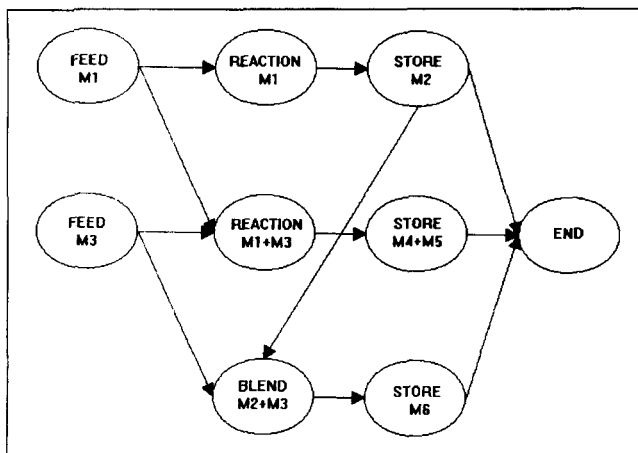 FEED
M1
REACTION
M1
STORE
M2
FEED
M3
REACTION
M1+M3
STORE
M4+M5
END
BLEND
M2+M3
STORE
M6